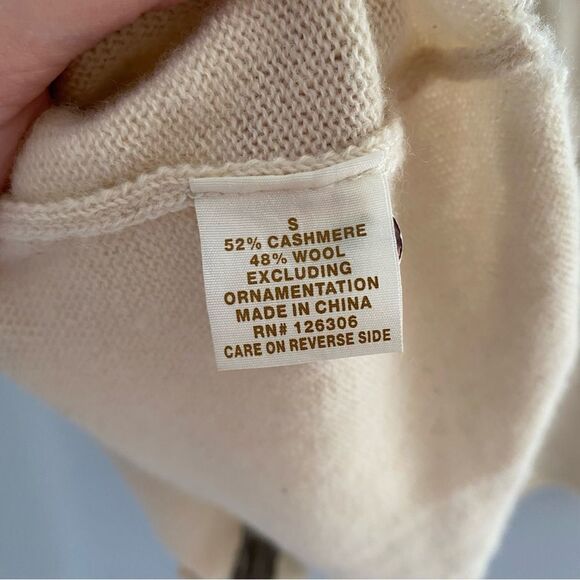 S
52% CASHMERE
48% WOOL
EXCLUDING
ORNAMENTATION
MADE IN CHINA
RN# 126306
CARE ON REVERSE SIDE